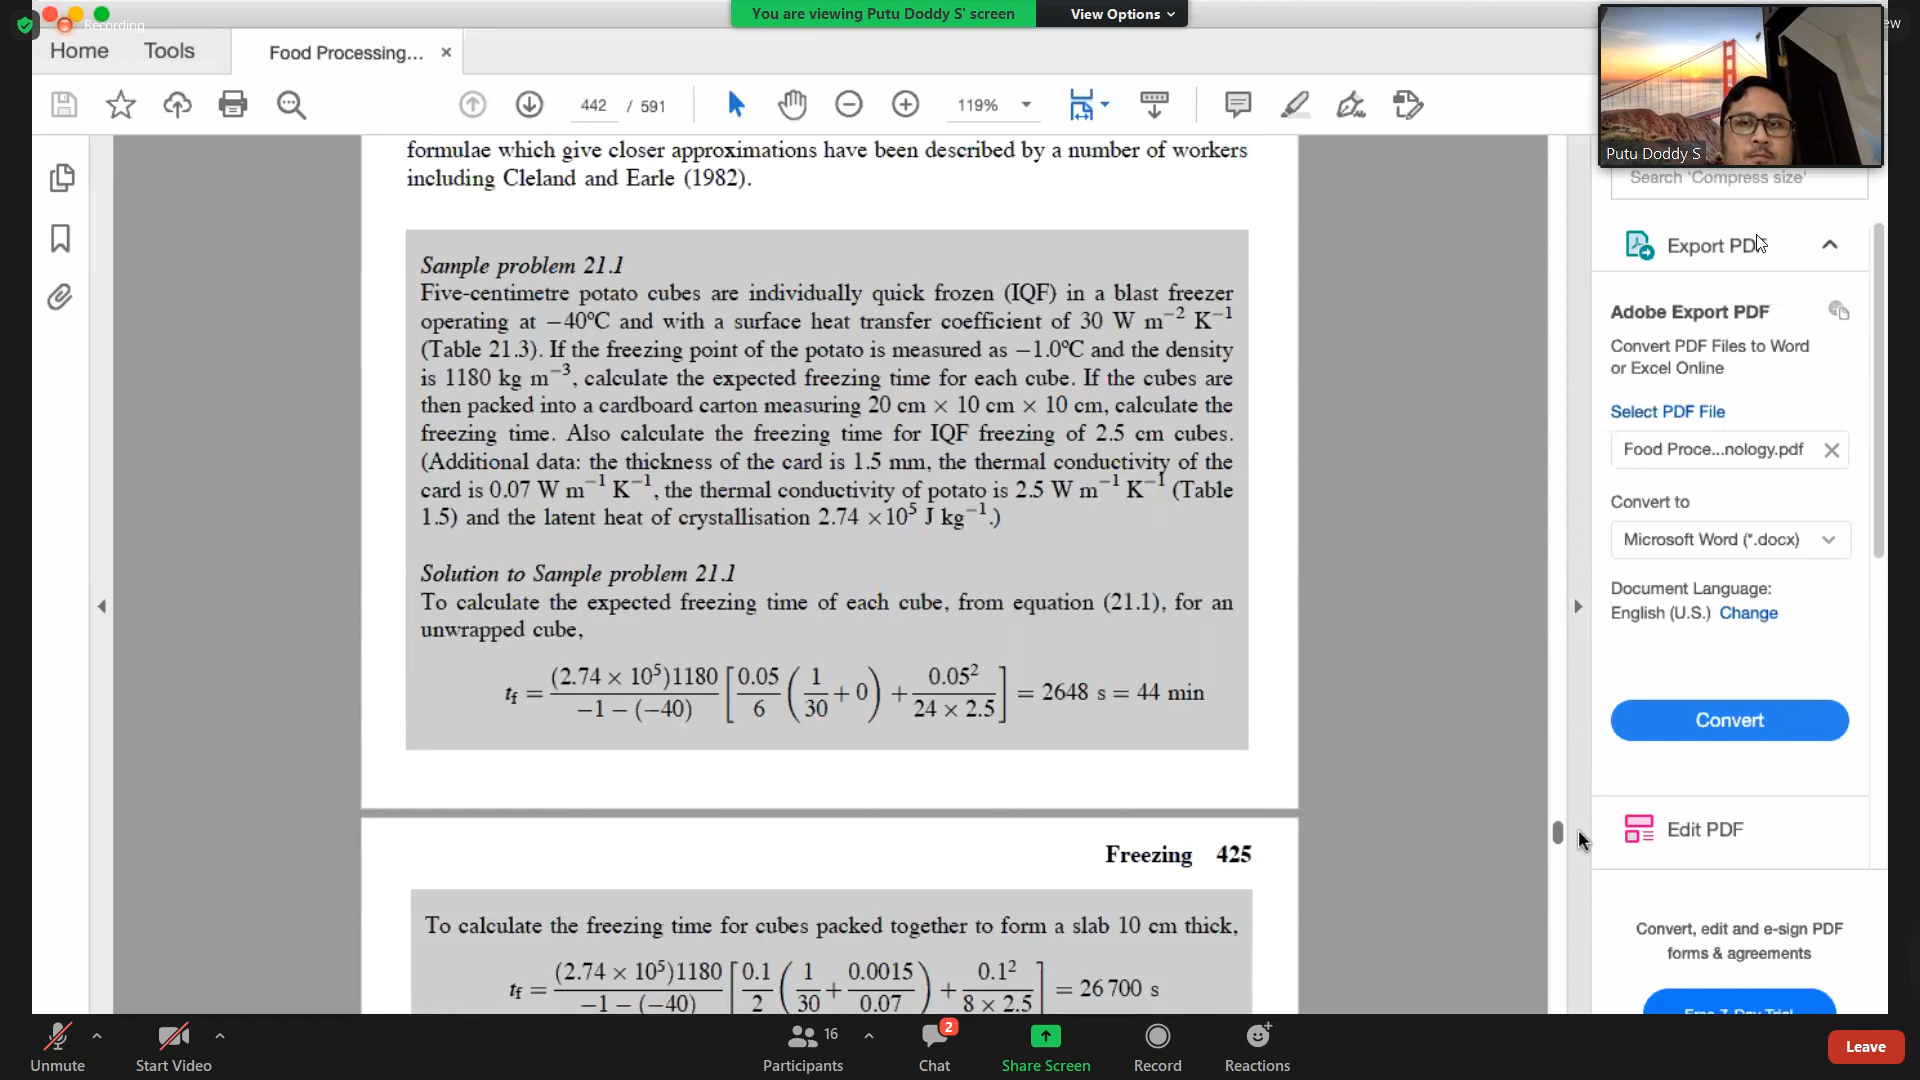 Recording
You are viewing Putu Doddy S' screen
View Options
ew
Home
Tools
Food Processing...
442 / 591
119%
Putu Doddy S
formulae which give closer approximations have been described by a number of workers
including Cleland and Earle (1982).
Sample problem 21.1
Five-centimetre potato cubes are individually quick frozen (IQF) in a blast freezer
operating at −40°C and with a surface heat transfer coefficient of 30 W m⁻² K⁻¹
(Table 21.3). If the freezing point of the potato is measured as −1.0°C and the density
is 1180 kg m⁻³, calculate the expected freezing time for each cube. If the cubes are
then packed into a cardboard carton measuring 20 cm × 10 cm × 10 cm, calculate the
freezing time. Also calculate the freezing time for IQF freezing of 2.5 cm cubes.
(Additional data: the thickness of the card is 1.5 mm, the thermal conductivity of the
card is 0.07 W m⁻¹ K⁻¹, the thermal conductivity of potato is 2.5 W m⁻¹ K⁻¹ (Table
1.5) and the latent heat of crystallisation 2.74 ×10⁵ J kg⁻¹.)
Solution to Sample problem 21.1
To calculate the expected freezing time of each cube, from equation (21.1), for an
unwrapped cube,
t_f = (2.74 × 10⁵)1180 / −1 − (−40) [0.05/6 (1/30 + 0) + 0.05² / 24 × 2.5] = 2648 s = 44 min
Freezing 425
To calculate the freezing time for cubes packed together to form a slab 10 cm thick,
t_f = (2.74 × 10⁵)1180 / −1 − (−40) [0.1/2 (1/30 + 0.0015/0.07) + 0.1² / 8 × 2.5] = 26 700 s
Search 'Compress size'
Export PDF
Adobe Export PDF
Convert PDF Files to Word
or Excel Online
Select PDF File
Food Proce...nology.pdf
Convert to
Microsoft Word (*.docx)
Document Language:
English (U.S.) Change
Convert
Edit PDF
Convert, edit and e-sign PDF
forms & agreements
Free 7-Day Trial
Unmute
Start Video
16
Participants
2
Chat
Share Screen
Record
Reactions
Leave